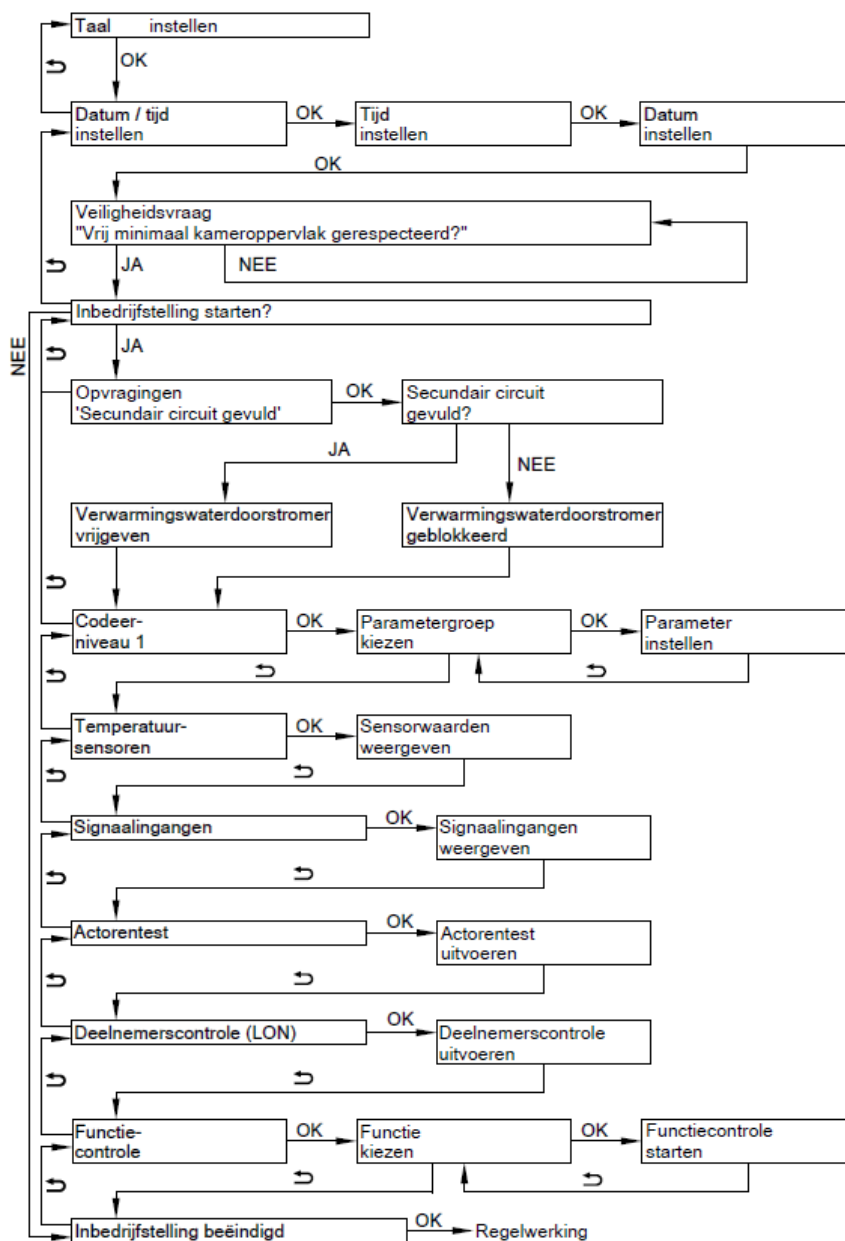 Taal instellen
OK
Datum / tijd
instellen
OK
Tijd
instellen
OK
Datum
instellen
OK
Veiligheidsvraag
"Vrij minimaal kameroppervlak gerespecteerd?"
JA
NEE
Inbedrijfstelling starten?
NEE
JA
Opvragingen
'Secundair circuit gevuld'
OK
Secundair circuit
gevuld?
JA
NEE
Verwarmingswaterdoorstromer
vrijgeven
Verwarmingswaterdoorstromer
geblokkeerd
Codeer-
niveau 1
OK
Parametergroep
kiezen
OK
Parameter
instellen
Temperatuur-
sensoren
OK
Sensorwaarden
weergeven
Signaalingangen
OK
Signaalingangen
weergeven
Actorentest
OK
Actorentest
uitvoeren
Deelnemerscontrole (LON)
OK
Deelnemerscontrole
uitvoeren
Functie-
controle
OK
Functie
kiezen
OK
Functiecontrole
starten
Inbedrijfstelling beëindigd
OK
Regelwerking